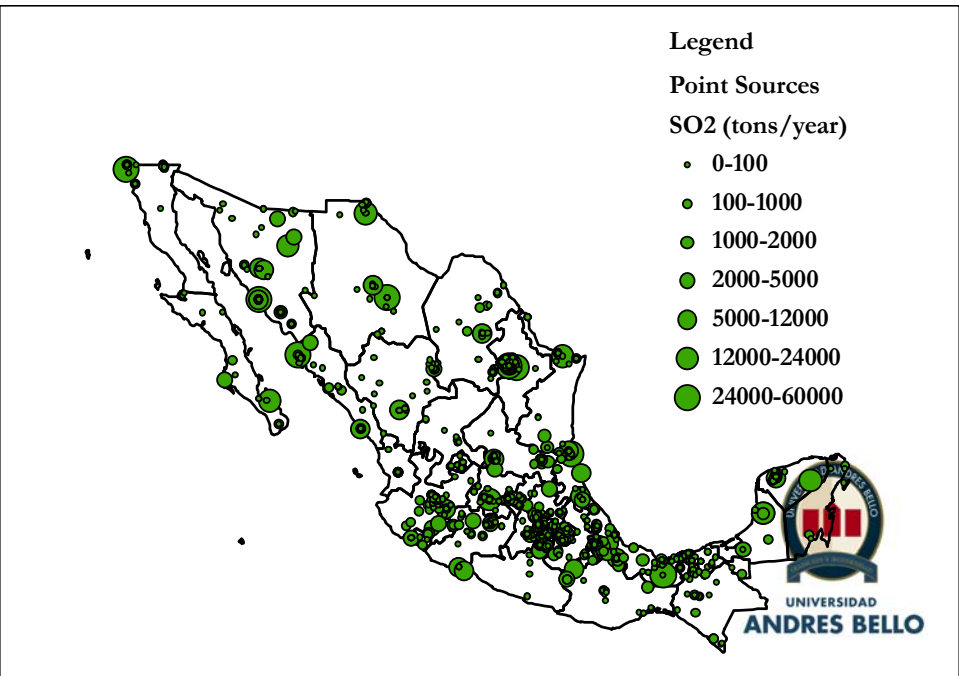 Legend
Point Sources
SO2 (tons/year)
0-100
100-1000
1000-2000
2000-5000
5000-12000
12000-24000
24000-60000
UNIVERSIDAD
ANDRES BELLO